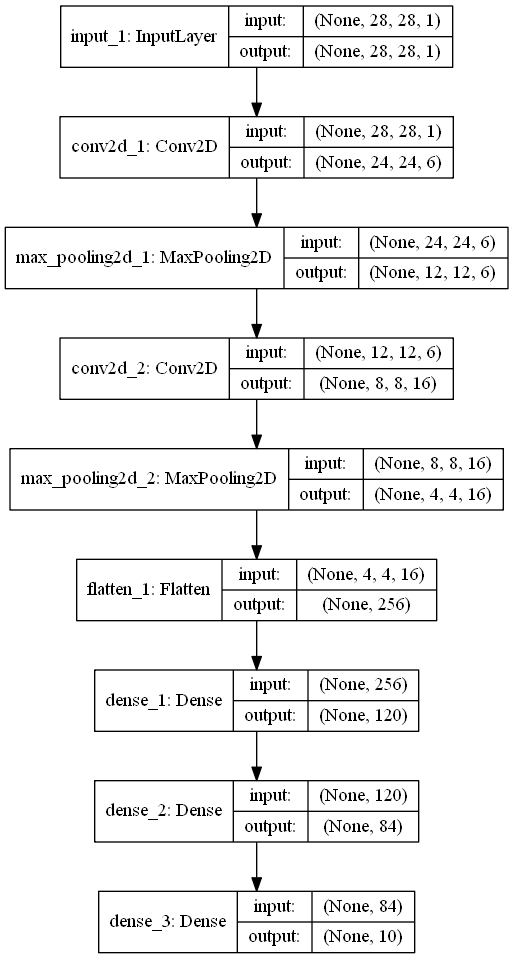 input_1: InputLayer
input: (None, 28, 28, 1)
output: (None, 28, 28, 1)
conv2d_1: Conv2D
input: (None, 28, 28, 1)
output: (None, 24, 24, 6)
max_pooling2d_1: MaxPooling2D
input: (None, 24, 24, 6)
output: (None, 12, 12, 6)
conv2d_2: Conv2D
input: (None, 12, 12, 6)
output: (None, 8, 8, 16)
max_pooling2d_2: MaxPooling2D
input: (None, 8, 8, 16)
output: (None, 4, 4, 16)
flatten_1: Flatten
input: (None, 4, 4, 16)
output: (None, 256)
dense_1: Dense
input: (None, 256)
output: (None, 120)
dense_2: Dense
input: (None, 120)
output: (None, 84)
dense_3: Dense
input: (None, 84)
output: (None, 10)